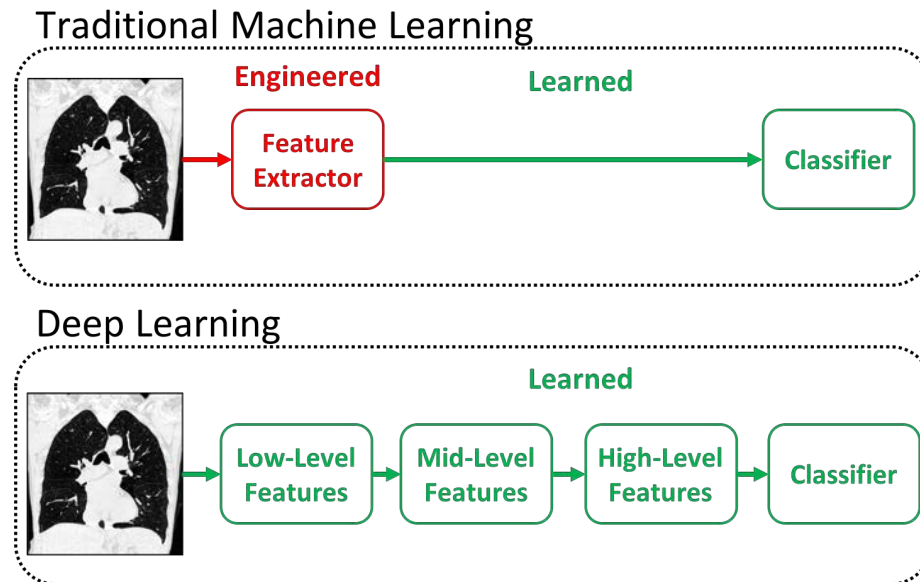 Traditional Machine Learning
Engineered
Learned
Feature
Extractor
Classifier
Deep Learning
Learned
Low-Level
Features
Mid-Level
Features
High-Level
Features
Classifier